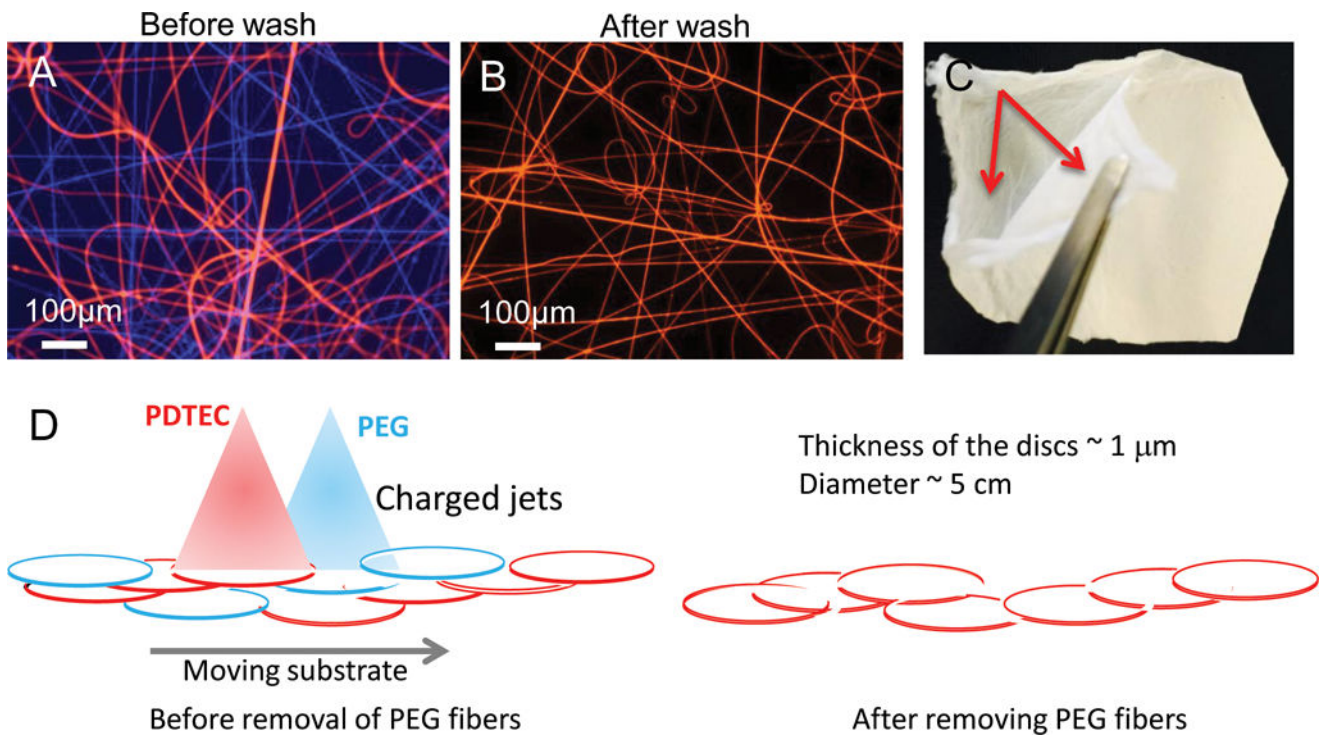 Before wash
After wash
A
B
C
100μm
100μm
D
PDTEC
PEG
Charged jets
Thickness of the discs ~ 1 μm
Diameter ~ 5 cm
Moving substrate
Before removal of PEG fibers
After removing PEG fibers